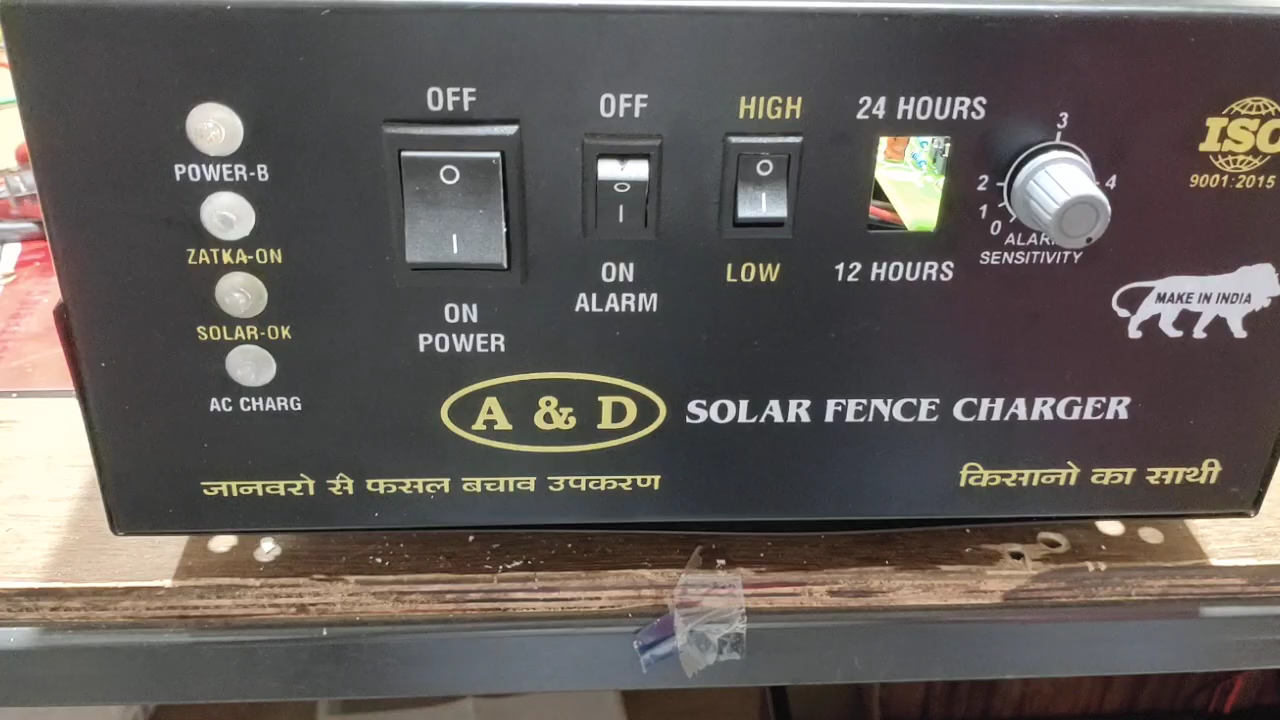 OFF
OFF
HIGH
24 HOURS
3
2
4
1
0
ALARM
SENSITIVITY
ISO
9001:2015
POWER-B
ZATKA-ON
SOLAR-OK
AC CHARG
ON
POWER
ON
ALARM
LOW
12 HOURS
MAKE IN INDIA
A & D
SOLAR FENCE CHARGER
जानवरो से फसल बचाव उपकरण
किसानो का साथी